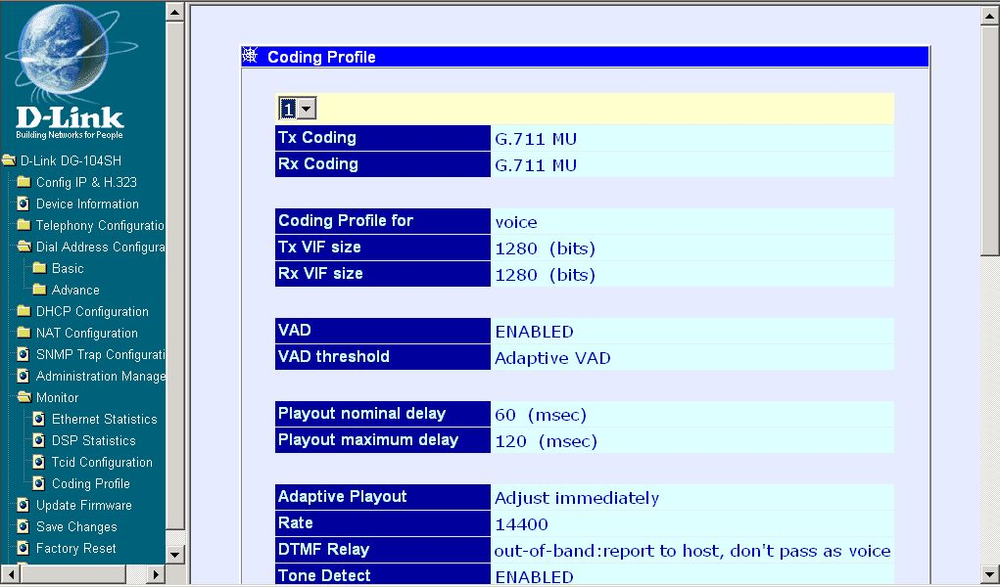 D-Link
Building Networks for People
D-Link DG-104SH
Config IP & H.323
Device Information
Telephony Configuratio
Dial Address Configura
Basic
Advance
DHCP Configuration
NAT Configuration
SNMP Trap Configurati
Administration Manage
Monitor
Ethernet Statistics
DSP Statistics
Tcid Configuration
Coding Profile
Update Firmware
Save Changes
Factory Reset
Coding Profile
1
Tx Coding G.711 MU
Rx Coding G.711 MU
Coding Profile for voice
Tx VIF size 1280 (bits)
Rx VIF size 1280 (bits)
VAD ENABLED
VAD threshold Adaptive VAD
Playout nominal delay 60 (msec)
Playout maximum delay 120 (msec)
Adaptive Playout Adjust immediately
Rate 14400
DTMF Relay out-of-band:report to host, don't pass as voice
Tone Detect ENABLED